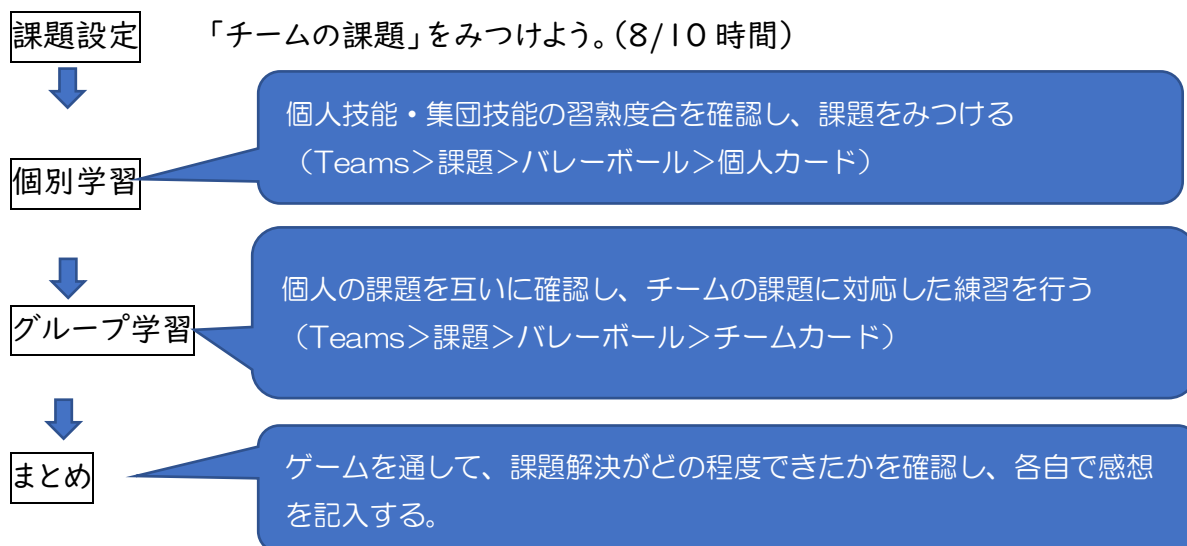 課題設定 「チームの課題」をみつけよう。（8/10時間）
個人技能・集団技能の習熟度合を確認し、課題をみつける
（Teams＞課題＞バレーボール＞個人カード）
個別学習
個人の課題を互いに確認し、チームの課題に対応した練習を行う
（Teams＞課題＞バレーボール＞チームカード）
グループ学習
ゲームを通して、課題解決がどの程度できたかを確認し、各自で感想
を記入する。
まとめ